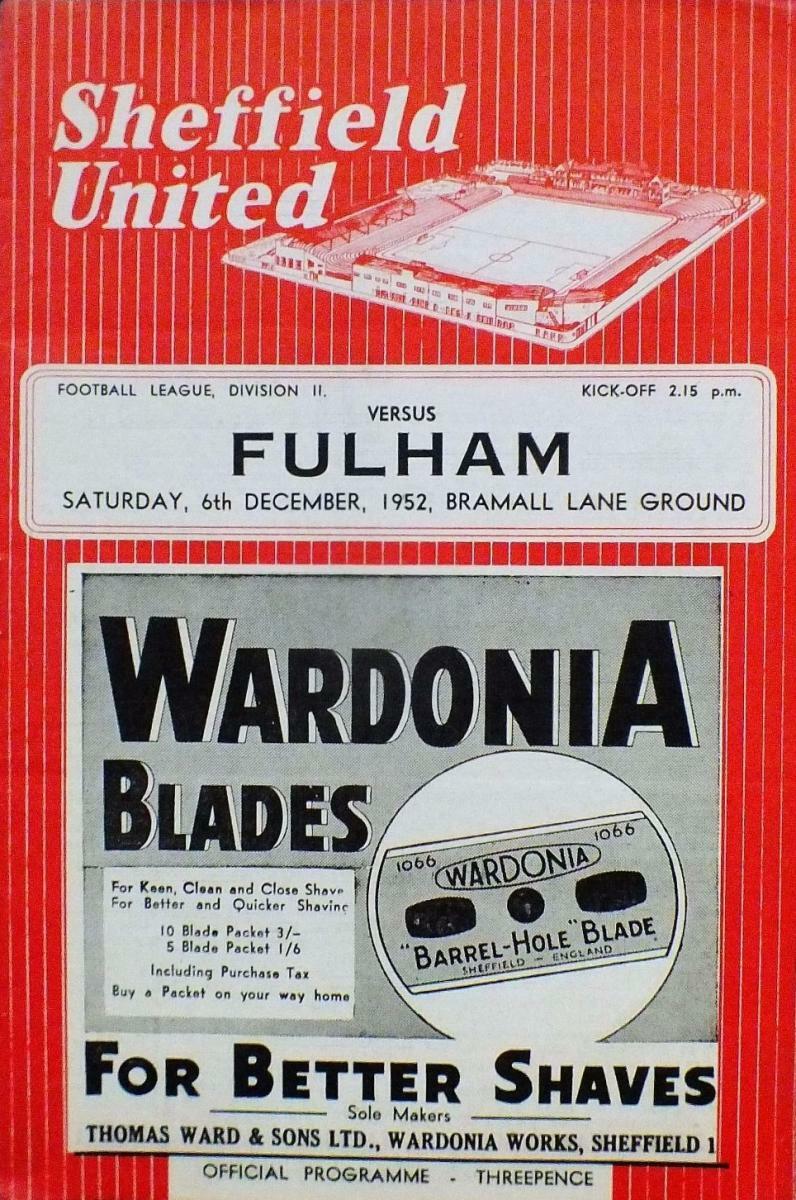 Sheffield
United
FOOTBALL LEAGUE, DIVISION II. KICK-OFF 2.15 p.m.
VERSUS
FULHAM
SATURDAY, 6th DECEMBER, 1952, BRAMALL LANE GROUND
WARDONIA
BLADES
1066 WARDONIA 1066
"BARREL-HOLE" BLADE
SHEFFIELD - ENGLAND
For Keen, Clean and Close Shave
For Better and Quicker Shaving
10 Blade Packet 3/-
5 Blade Packet 1/6
Including Purchase Tax
Buy a Packet on your way home
FOR BETTER SHAVES
Sole Makers
THOMAS WARD & SONS LTD., WARDONIA WORKS, SHEFFIELD 1
OFFICIAL PROGRAMME - THREEPENCE